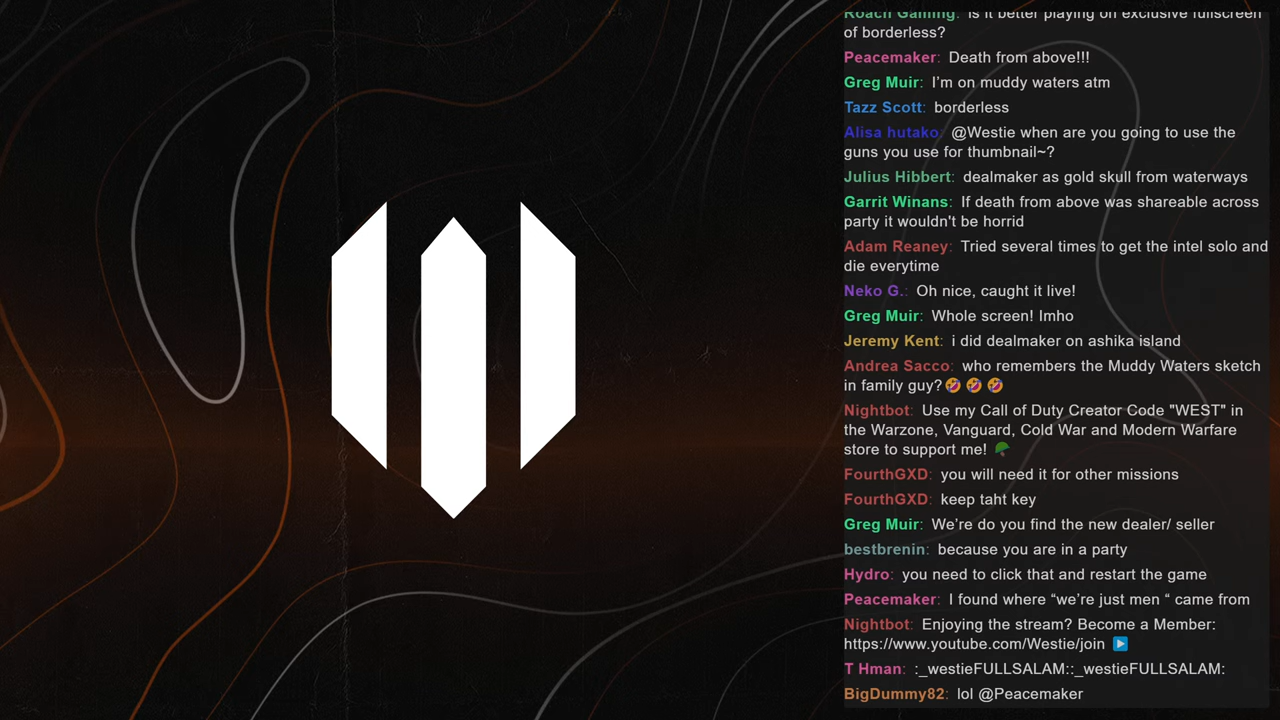 Roach Gaming: Is it better playing on exclusive fullscreen
of borderless?
Peacemaker: Death from above!!!
Greg Muir: I’m on muddy waters atm
Tazz Scott: borderless
Alisa hutako: @Westie when are you going to use the
guns you use for thumbnail~?
Julius Hibbert: dealmaker as gold skull from waterways
Garrit Winans: If death from above was shareable across
party it wouldn't be horrid
Adam Reaney: Tried several times to get the intel solo and
die everytime
Neko G.: Oh nice, caught it live!
Greg Muir: Whole screen! Imho
Jeremy Kent: i did dealmaker on ashika island
Andrea Sacco: who remembers the Muddy Waters sketch
in family guy?🤣 🤣 🤣
Nightbot: Use my Call of Duty Creator Code "WEST" in
the Warzone, Vanguard, Cold War and Modern Warfare
store to support me! 🪂
FourthGXD: you will need it for other missions
FourthGXD: keep taht key
Greg Muir: We’re do you find the new dealer/ seller
bestbrenin: because you are in a party
Hydro: you need to click that and restart the game
Peacemaker: I found where “we’re just men “ came from
Nightbot: Enjoying the stream? Become a Member:
https://www.youtube.com/Westie/join ▶️
T Hman: :_westieFULLSALAM::_westieFULLSALAM:
BigDummy82: lol @Peacemaker